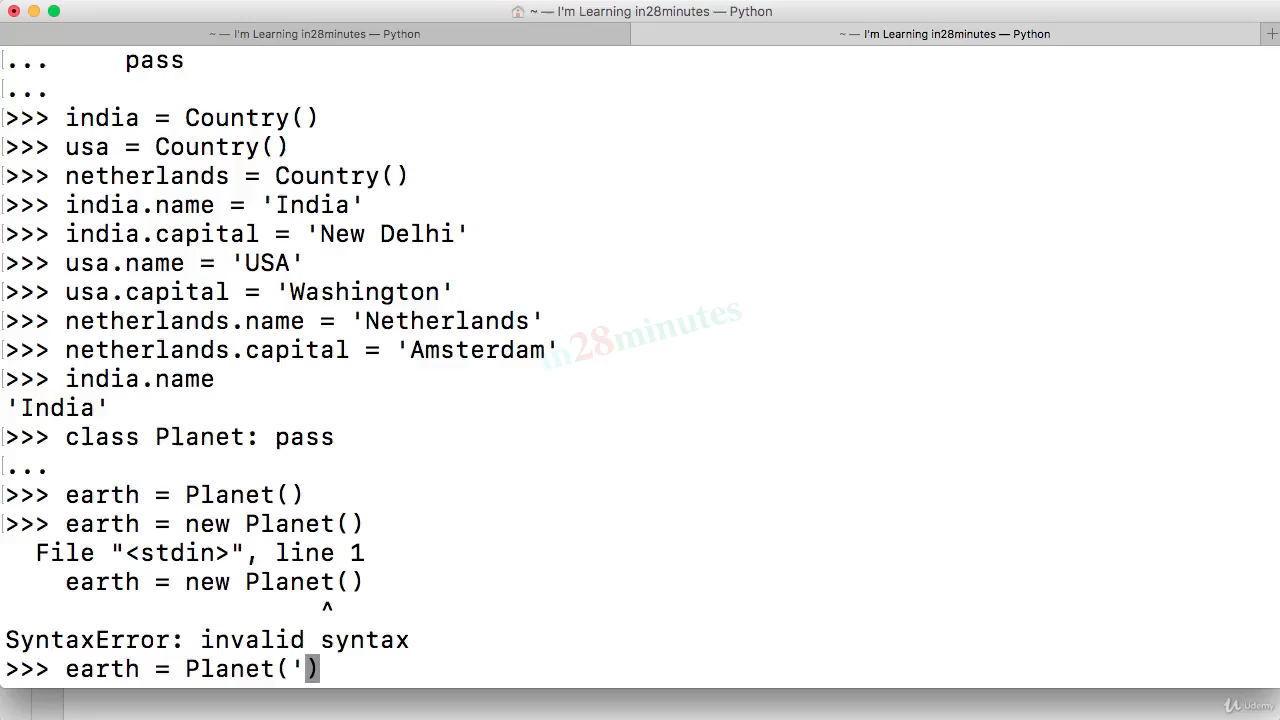 ~ — I'm Learning in28minutes — Python
~ — I'm Learning in28minutes — Python
~ — I'm Learning in28minutes — Python
...     pass
...
>>> india = Country()
>>> usa = Country()
>>> netherlands = Country()
>>> india.name = 'India'
>>> india.capital = 'New Delhi'
>>> usa.name = 'USA'
>>> usa.capital = 'Washington'
>>> netherlands.name = 'Netherlands'
>>> netherlands.capital = 'Amsterdam'
in28minutes
>>> india.name
'India'
>>> class Planet: pass
...
>>> earth = Planet()
>>> earth = new Planet()
  File "<stdin>", line 1
    earth = new Planet()
                     ^
SyntaxError: invalid syntax
>>> earth = Planet(')
Udemy